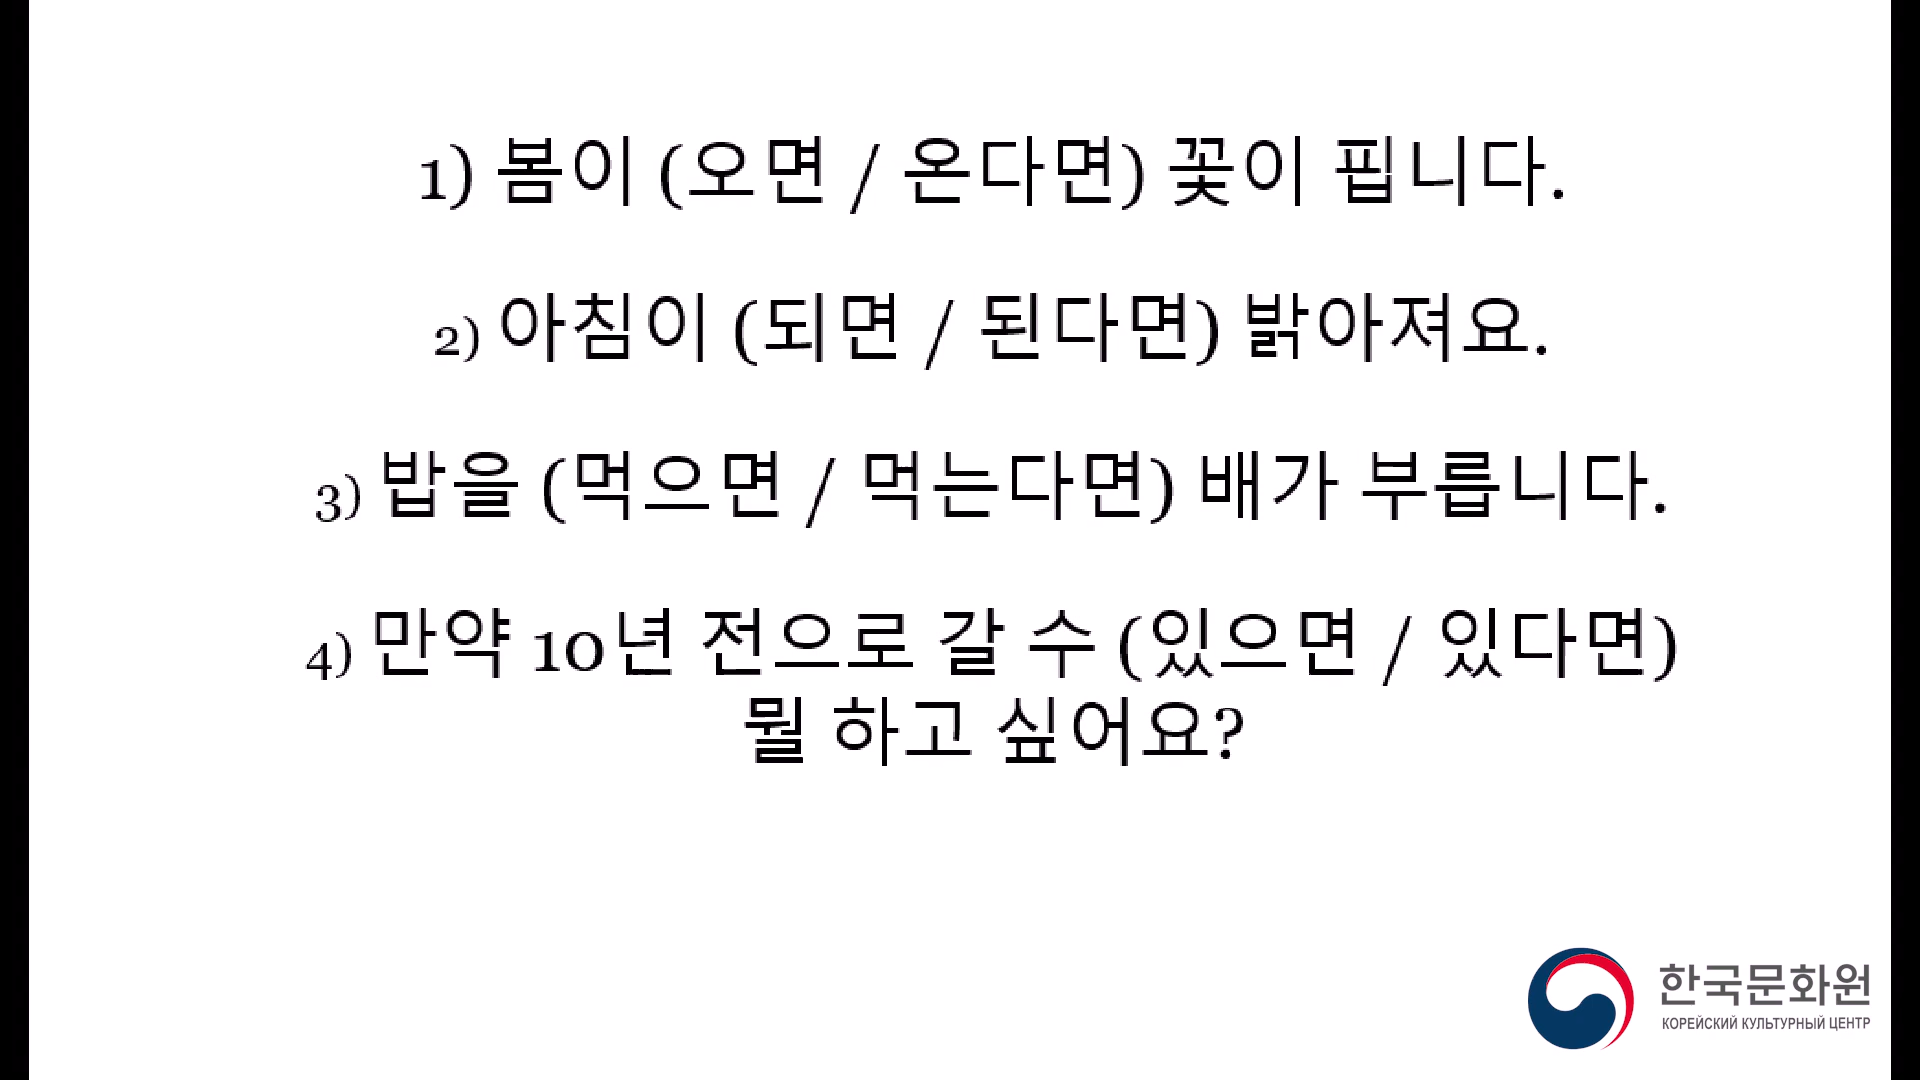 1) 봄이 (오면 / 온다면) 꽃이 핍니다.
2) 아침이 (되면 / 된다면) 밝아져요.
3) 밥을 (먹으면 / 먹는다면) 배가 부릅니다.
4) 만약 10년 전으로 갈 수 (있으면 / 있다면)
뭘 하고 싶어요?
한국문화원
КОРЕЙСКИЙ КУЛЬТУРНЫЙ ЦЕНТР